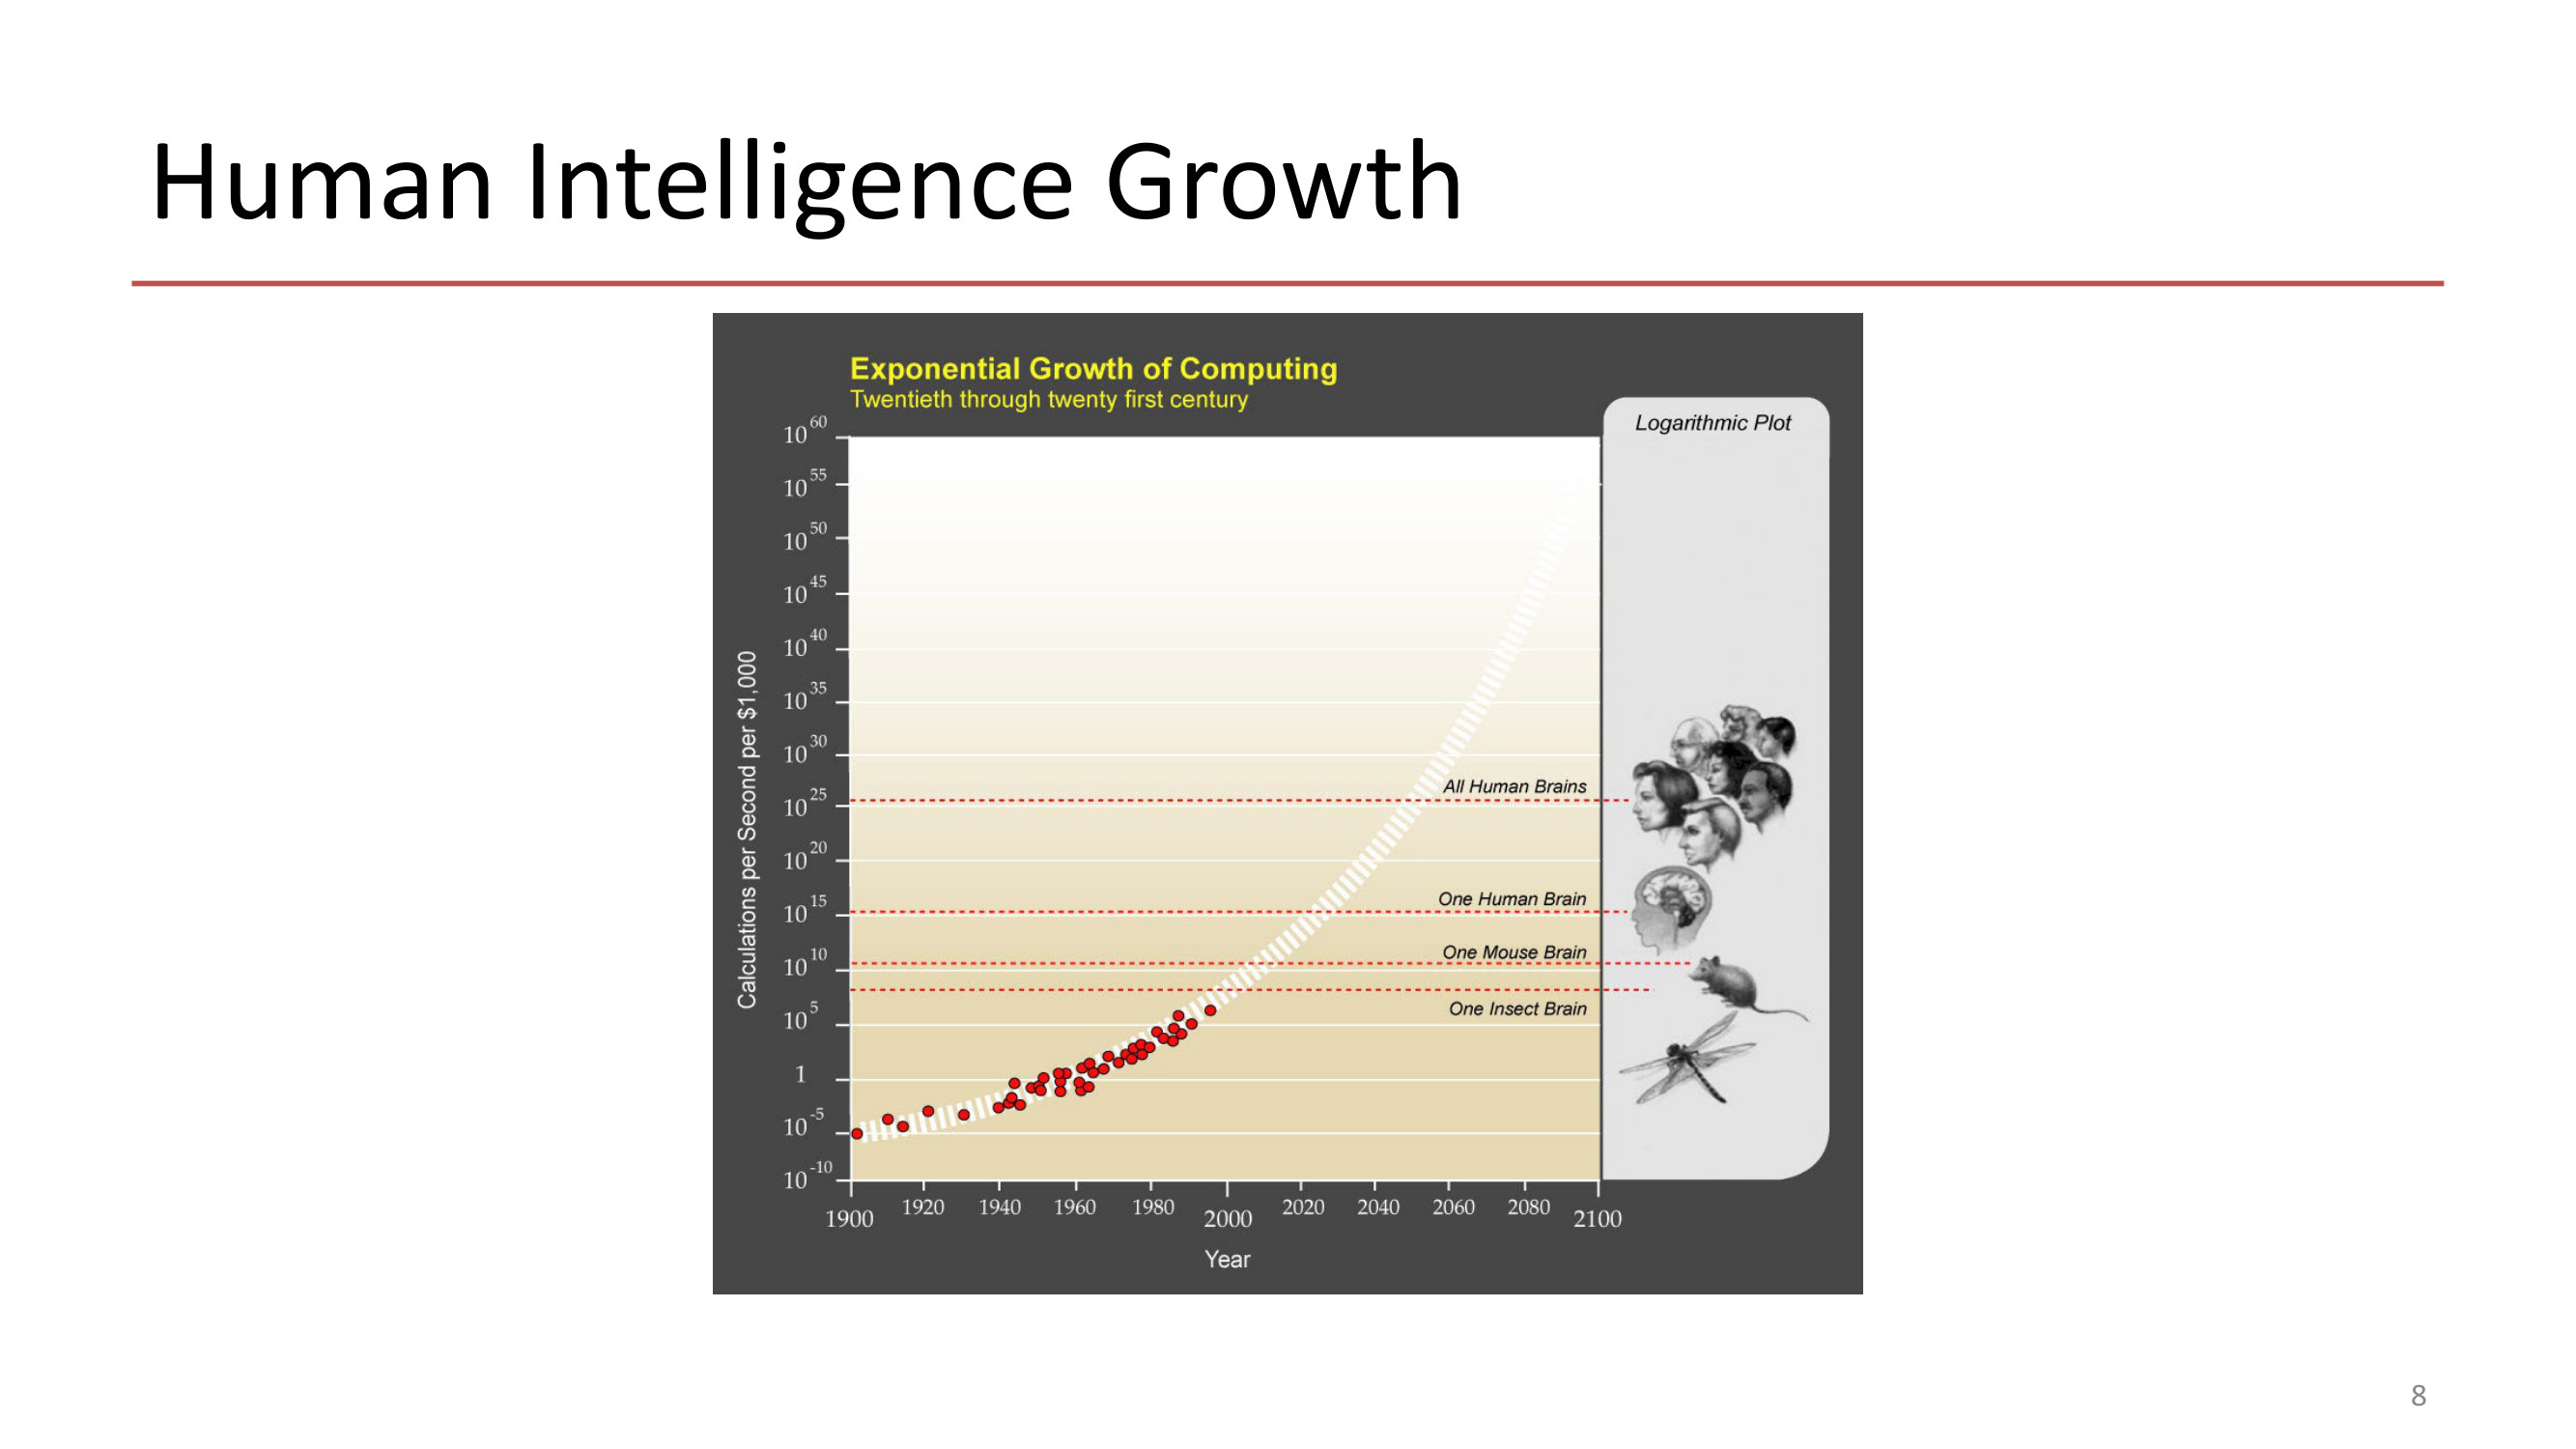 Human Intelligence Growth
Exponential Growth of Computing
Twentieth through twenty first century
Logarithmic Plot
Calculations per Second per $1,000
10^60
10^55
10^50
10^45
10^40
10^35
10^30
10^25
10^20
10^15
10^10
10^5
1
10^-5
10^-10
All Human Brains
One Human Brain
One Mouse Brain
One Insect Brain
1900 1920 1940 1960 1980 2000 2020 2040 2060 2080 2100
Year
8